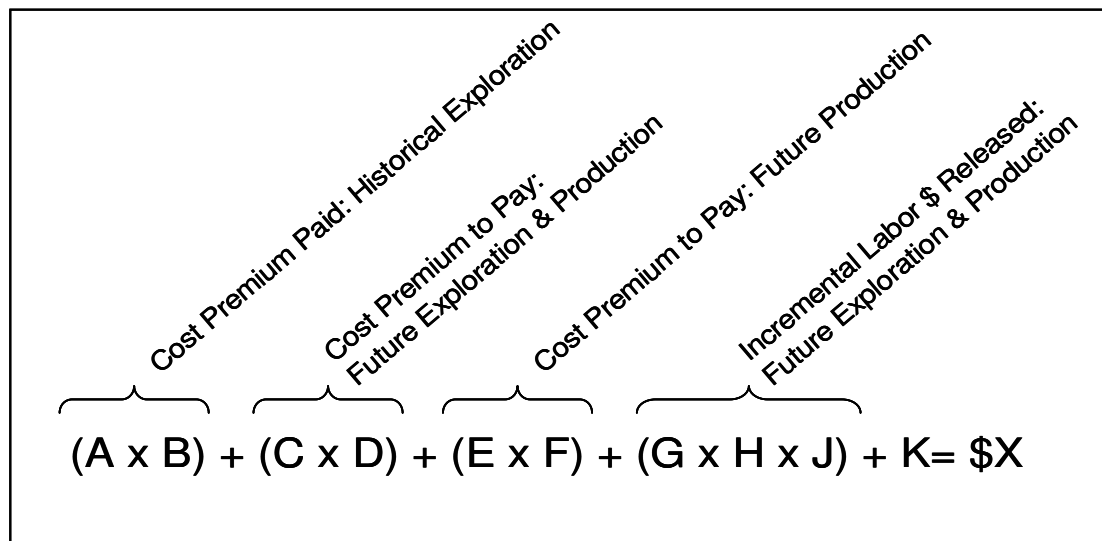 Cost Premium Paid: Historical Exploration
Cost Premium to Pay:
Future Exploration & Production
Cost Premium to Pay: Future Production
Incremental Labor $ Released:
Future Exploration & Production
(A x B) + (C x D) + (E x F) + (G x H x J) + K= $X